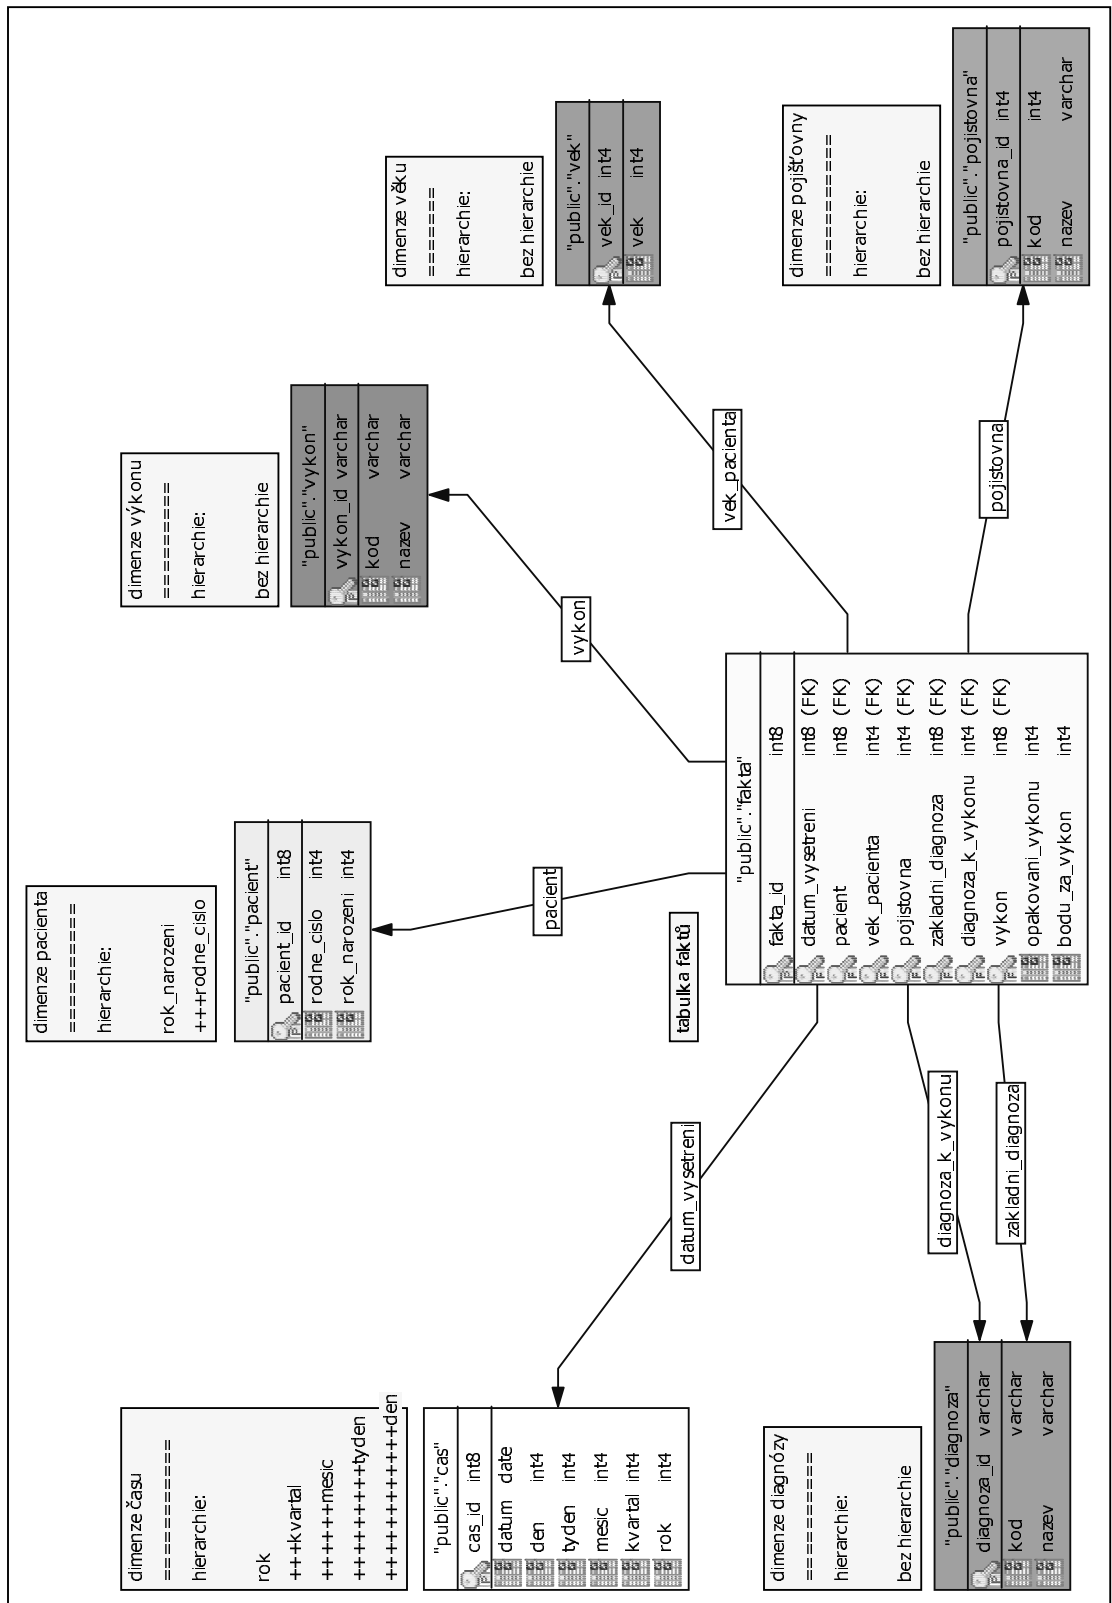 dimenze času
===========
hierarchie:
rok
+++kvartal
++++++mesic
+++++++++tyden
++++++++++++den
"public"."cas"
cas_id int8
datum date
den int4
tyden int4
mesic int4
kvartal int4
rok int4
dimenze diagnózy
==========
hierarchie:
bez hierarchie
"public"."diagnoza"
diagnoza_id varchar
kod varchar
nazev varchar
datum_vysetreni
diagnoza_k_vykonu
zakladni_diagnoza
dimenze pacienta
===========
hierarchie:
rok_narozeni
+++rodne_cislo
"public"."pacient"
pacient_id int8
rodne_cislo int4
rok_narozeni int4
pacient
tabulka faktů
"public"."fakta"
fakta_id int8
datum_vysetreni int8 (FK)
pacient int8 (FK)
vek_pacienta int4 (FK)
pojistovna int4 (FK)
zakladni_diagnoza int8 (FK)
diagnoza_k_vykonu int4 (FK)
vykon int8 (FK)
opakovani_vykonu int4
bodu_za_vykon int4
dimenze výkonu
=========
hierarchie:
bez hierarchie
"public"."vykon"
vykon_id varchar
kod varchar
nazev varchar
vykon
vek_pacienta
pojistovna
dimenze věku
=======
hierarchie:
bez hierarchie
"public"."vek"
vek_id int4
vek int4
dimenze pojišťovny
===========
hierarchie:
bez hierarchie
"public"."pojistovna"
pojistovna_id int4
kod int4
nazev varchar